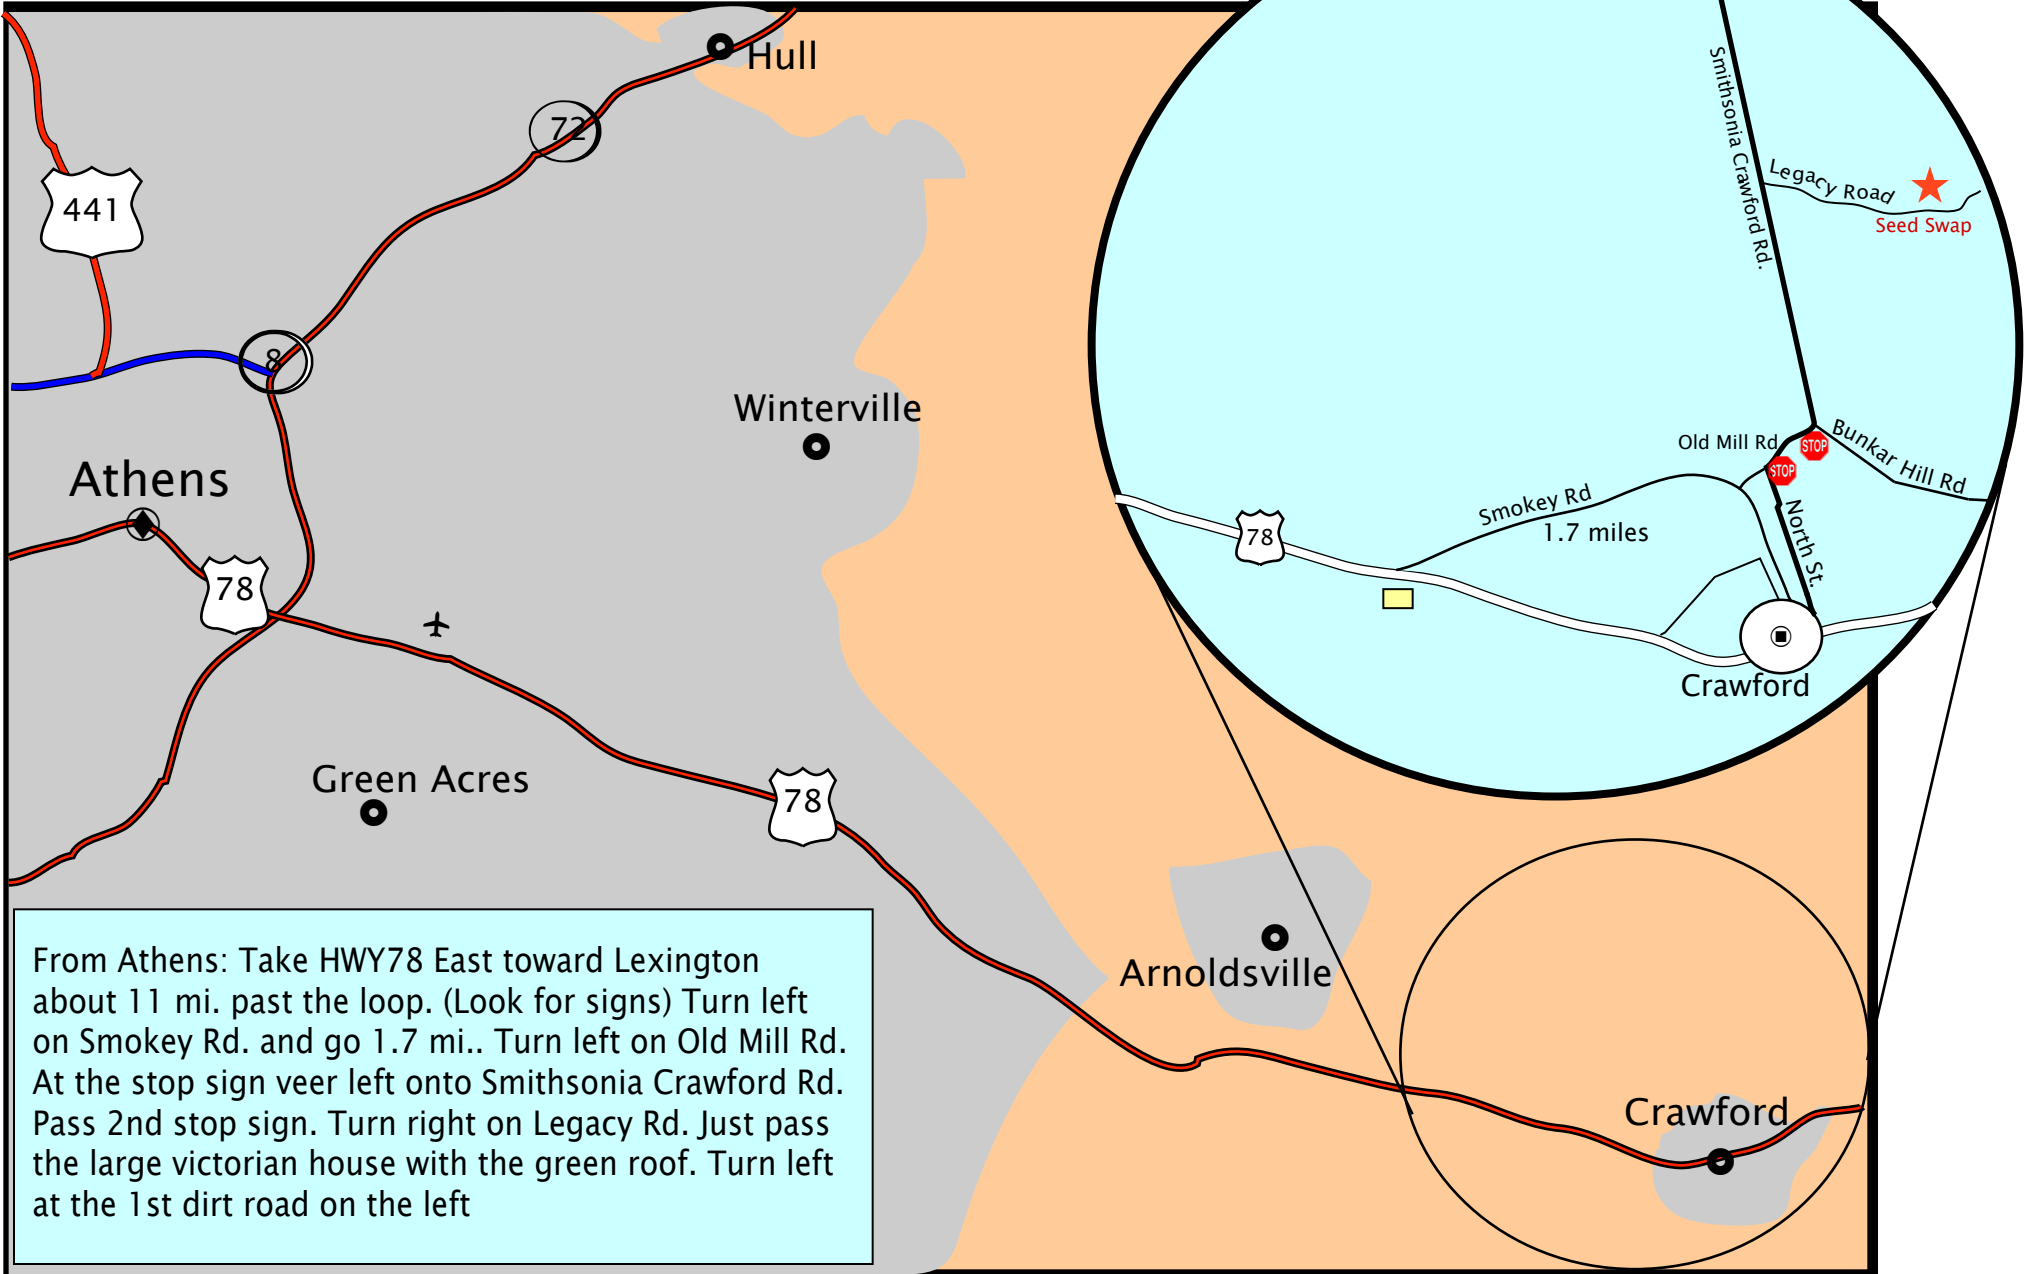 Hull
72
441
8
Winterville
Athens
78
Green Acres
78
Arnoldsville
Crawford
Smithsonia Crawford Rd.
Legacy Road
Seed Swap
Old Mill Rd
STOP
STOP
Bunkar Hill Rd
Smokey Rd
1.7 miles
North St.
78
Crawford
From Athens: Take HWY78 East toward Lexington
about 11 mi. past the loop. (Look for signs) Turn left
on Smokey Rd. and go 1.7 mi.. Turn left on Old Mill Rd.
At the stop sign veer left onto Smithsonia Crawford Rd.
Pass 2nd stop sign. Turn right on Legacy Rd. Just pass
the large victorian house with the green roof. Turn left
at the 1st dirt road on the left